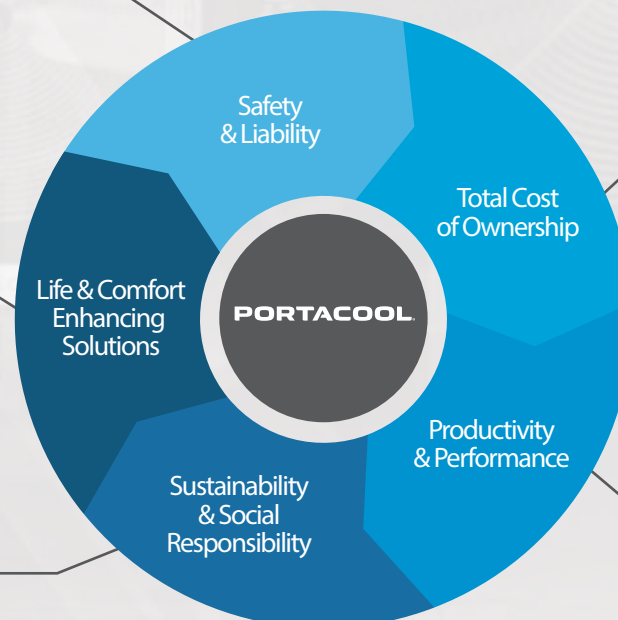 Safety
& Liability
Total Cost
of Ownership
Life & Comfort
Enhancing
Solutions
PORTACOOL
Productivity
& Performance
Sustainability
& Social
Responsibility